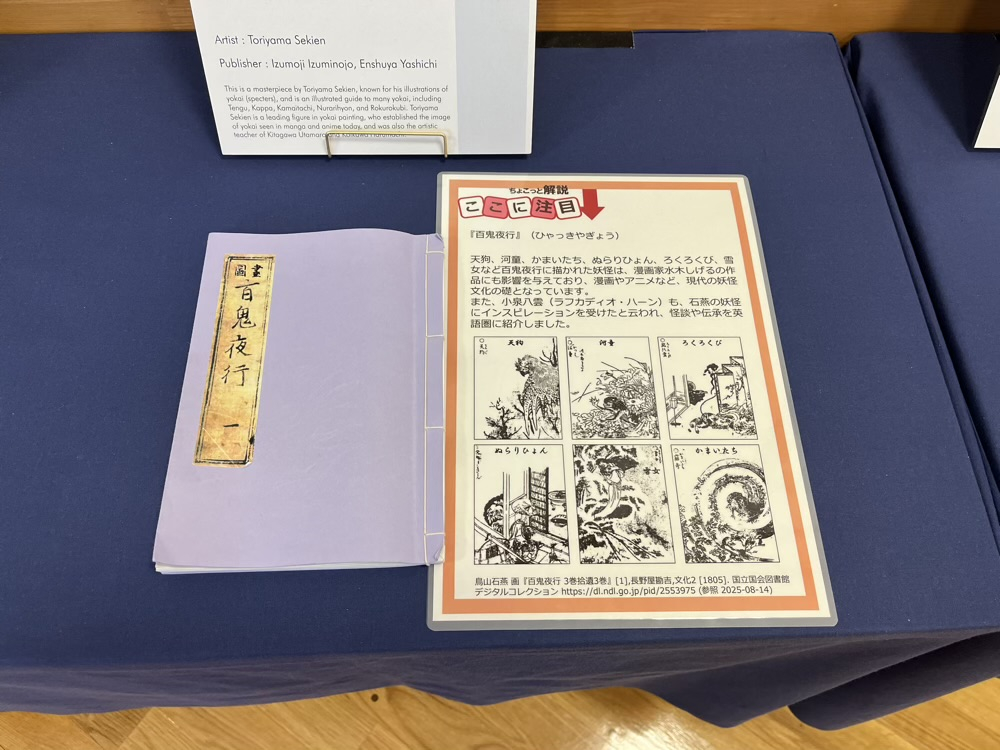 Artist : Toriyama Sekien
Publisher : Izumoji Izuminojo, Enshuya Yashichi
This is a masterpiece by Toriyama Sekien, known for his illustrations of
yokai (specters), and is an illustrated guide to many yokai, including
Tengu, Kappa, Kamaitachi, Nurarihyon, and Rokurokubi. Toriyama
Sekien is a leading figure in yokai painting, who established the image
of yokai seen in manga and anime today, and was also the artistic
teacher of Kitagawa Utamaro and
畫圖
百鬼夜行
一
ちょこっと解説
ここに注目
『百鬼夜行』(ひゃっきやぎょう)
天狗、河童、かまいたち、ぬらりひょん、ろくろくび、雪
女など百鬼夜行に描かれた妖怪は、漫画家水木しげるの作
品にも影響を与えており、漫画やアニメなど、現代の妖怪
文化の礎となっています。
また、小泉八雲(ラフカディオ・ハーン)も、石燕の妖怪
にインスピレーションを受けたと云われ、怪談や伝承を英
語圏に紹介しました。
天狗
河童
ろくろくび
ぬらりひょん
雪女
かまいたち
鳥山石燕 画『百鬼夜行 3巻拾遺3巻』[1],長野屋勘吉,文化2 [1805]. 国立国会図書館
デジタルコレクション https://dl.ndl.go.jp/pid/2553975 (参照 2025-08-14)